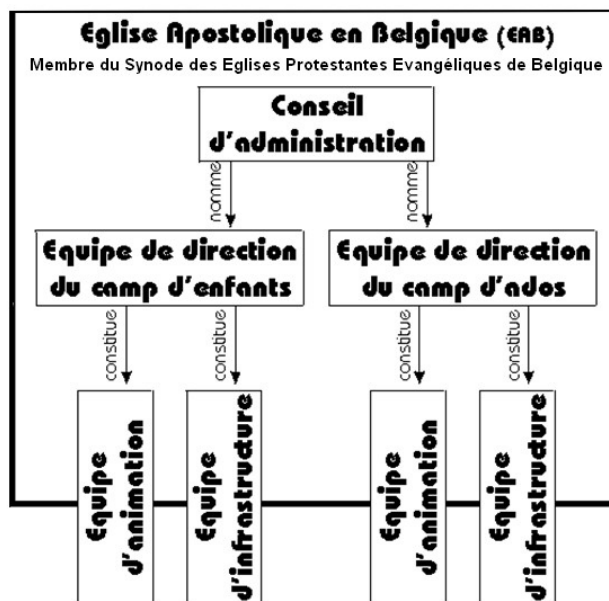 Eglise Apostolique en Belgique (EAB)
Membre du Synode des Eglises Protestantes Evangéliques de Belgique
Conseil
d'administration
nomme
nomme
Equipe de direction
du camp d'enfants
Equipe de direction
du camp d'ados
constitue
constitue
constitue
constitue
Equipe
d'animation
Equipe
d'infrastructure
Equipe
d'animation
Equipe
d'infrastructure